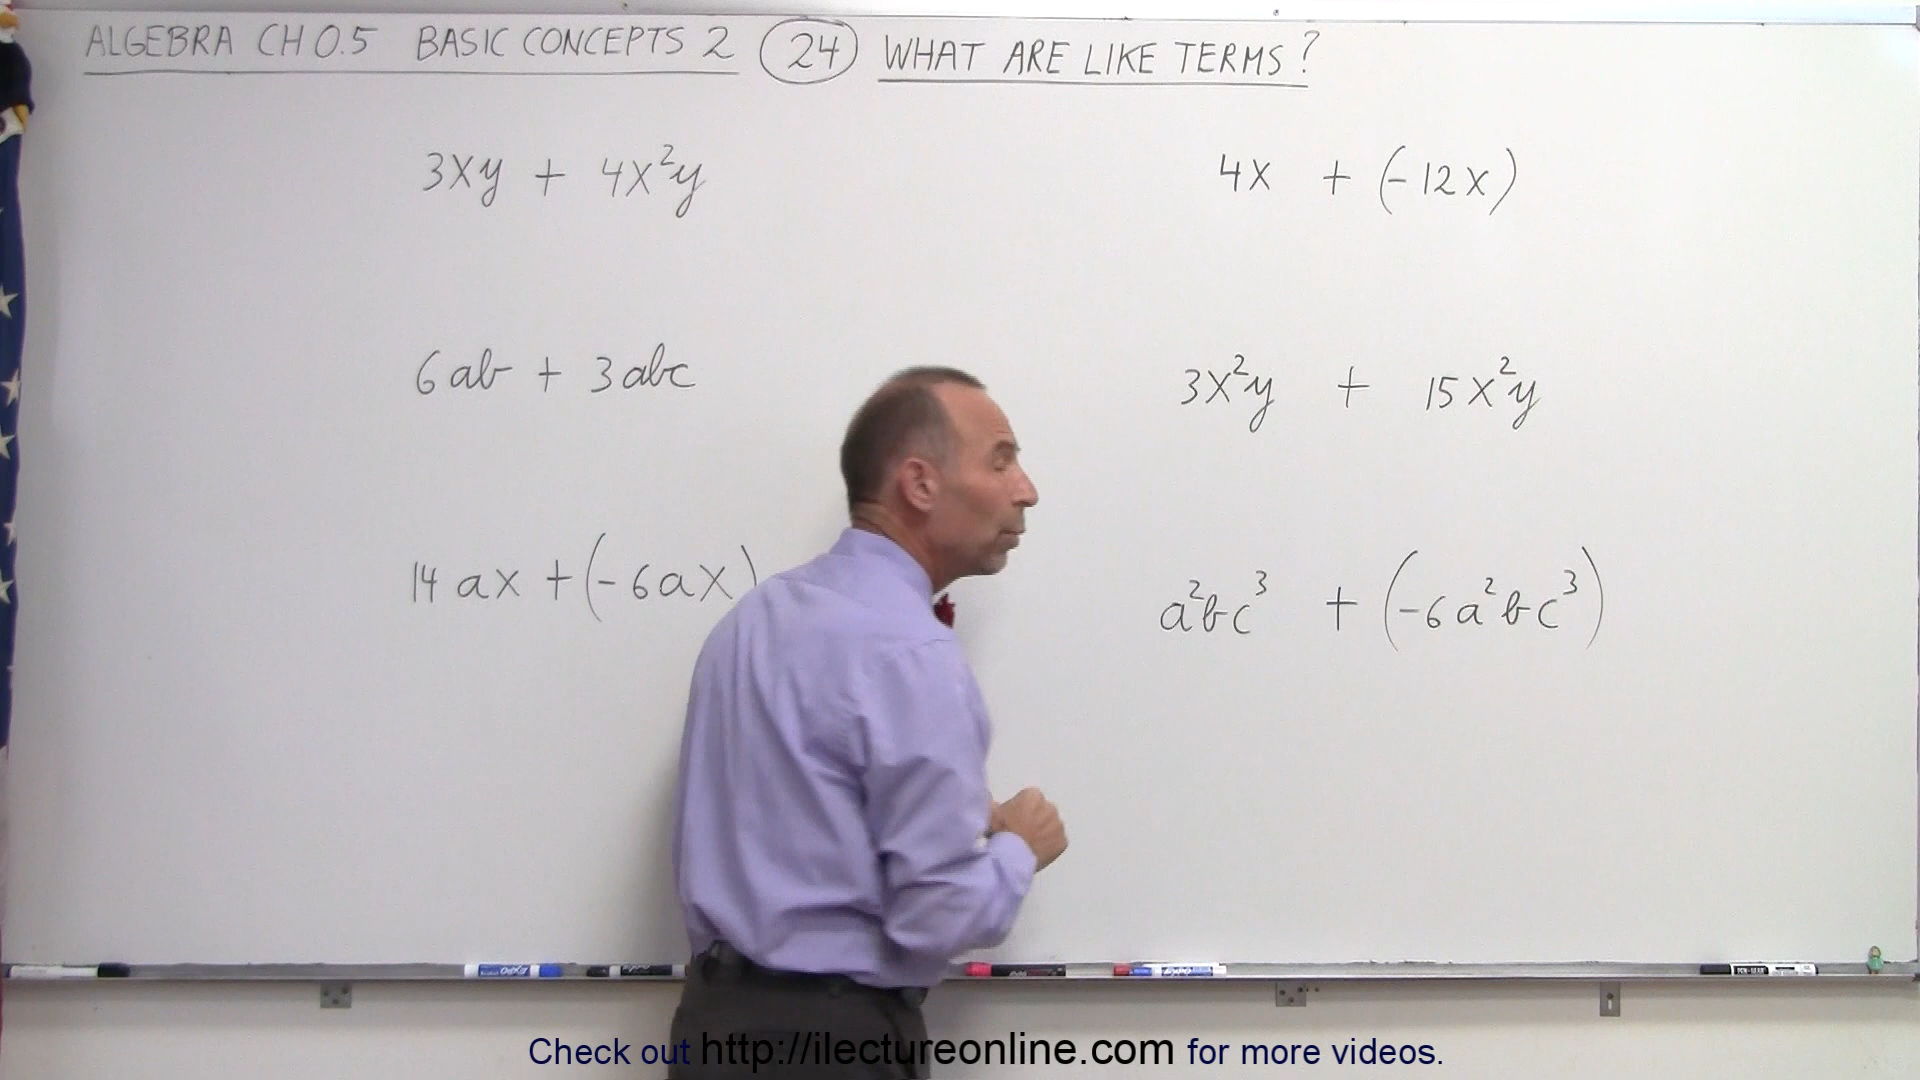 ALGEBRA CH 0.5 BASIC CONCEPTS 2 24 WHAT ARE LIKE TERMS?
3xy + 4x²y
6ab + 3abc
14ax + (-6ax)
4x + (-12x)
3x²y + 15x²y
a²bc³ + (-6a²bc³)
EXPO
Check out http://ilectureonline.com for more videos.